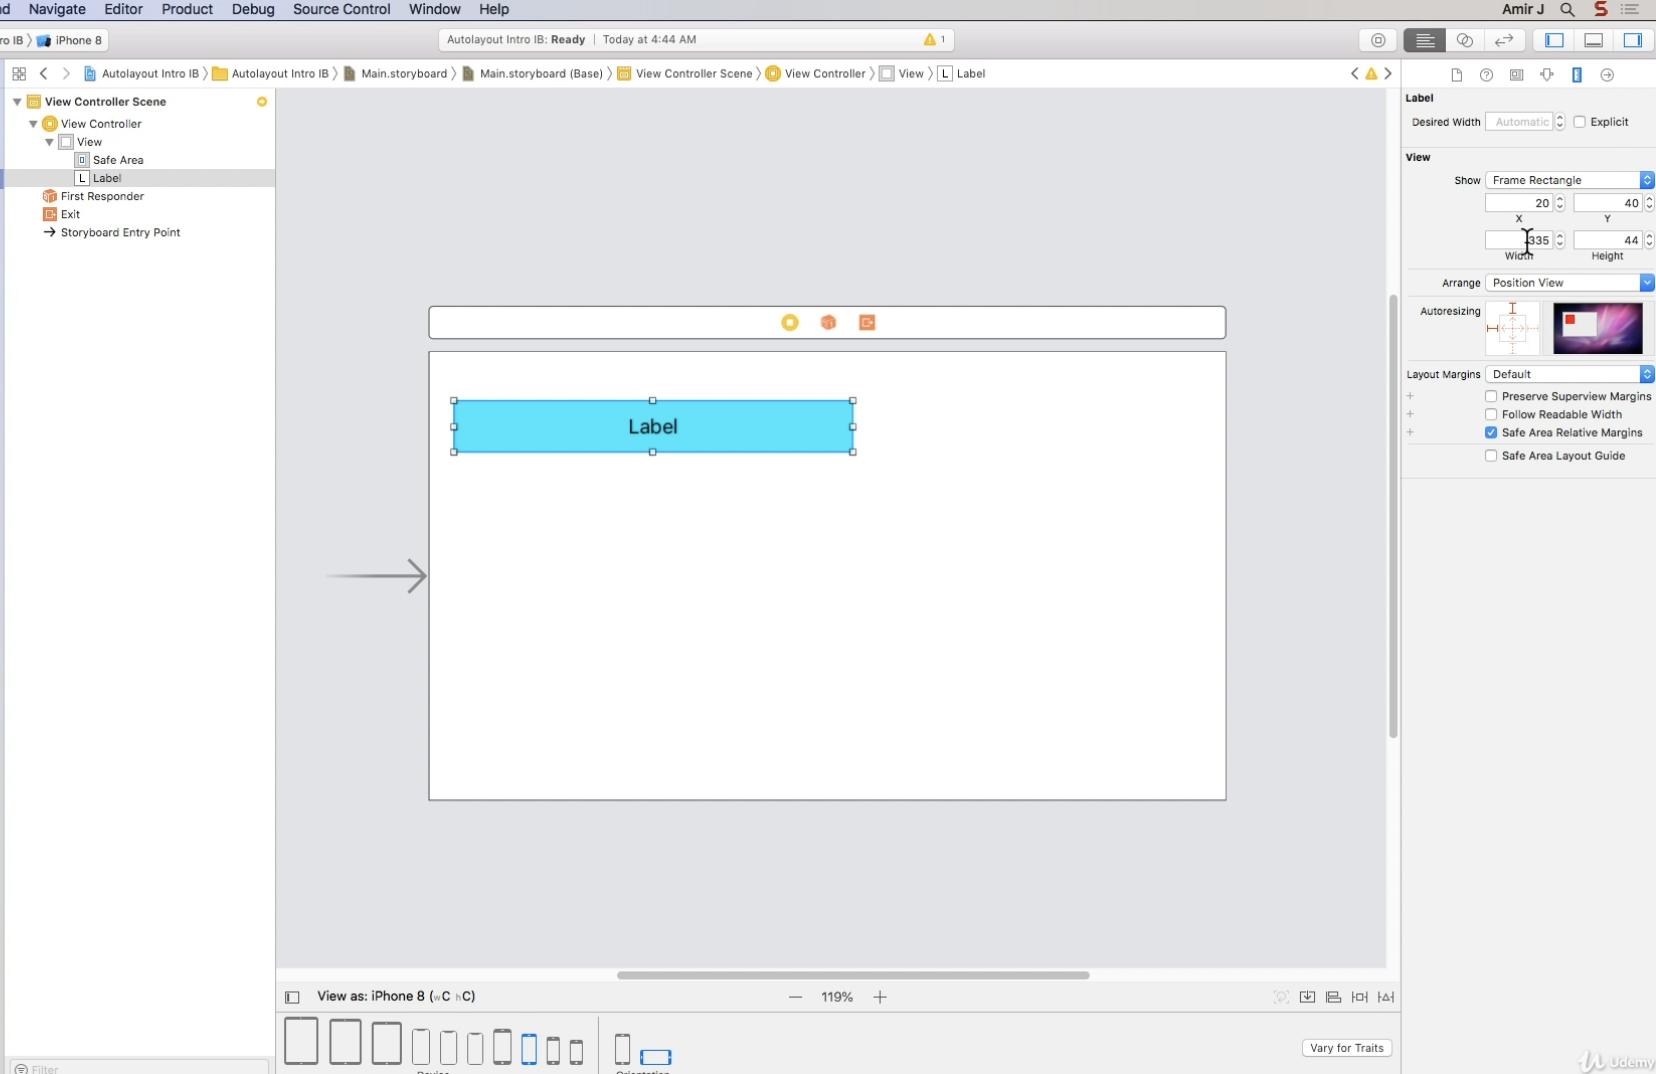 Navigate Editor Product Debug Source Control Window Help Amir J
ro IB iPhone 8 Autolayout Intro IB: Ready | Today at 4:44 AM 1
Autolayout Intro IB Autolayout Intro IB Main.storyboard Main.storyboard (Base) View Controller Scene View Controller View L Label
View Controller Scene
View Controller
View
Safe Area
L Label
First Responder
Exit
Storyboard Entry Point
Label
Label
Desired Width Automatic Explicit
View
Show Frame Rectangle
20 40
X Y
335 44
Width Height
Arrange Position View
Autoresizing
Layout Margins Default
Preserve Superview Margins
Follow Readable Width
Safe Area Relative Margins
Safe Area Layout Guide
View as: iPhone 8 (wC hC) 119%
Vary for Traits
Filter
Udemy